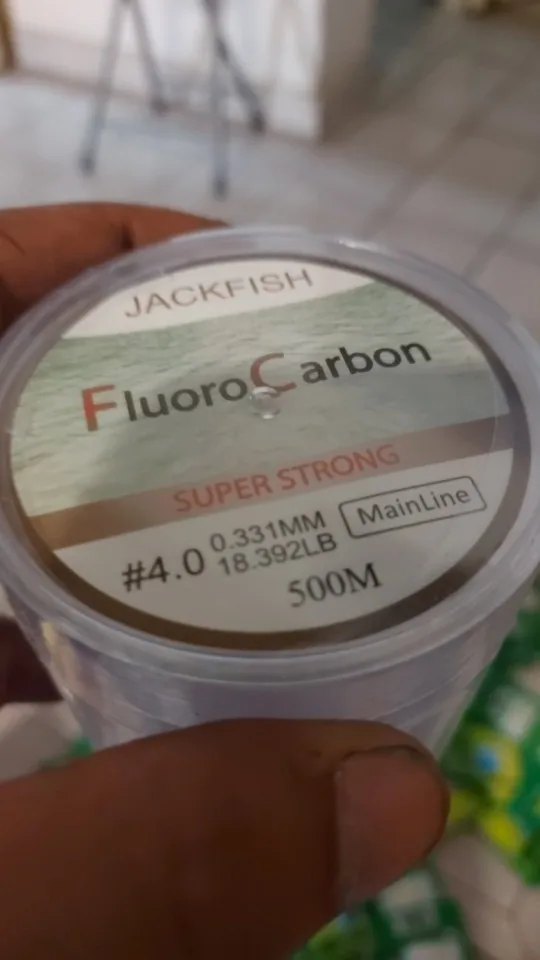 JACKFISH
FluoroCarbon
SUPER STRONG
#4.0 0.331MM MainLine
18.392LB
500M